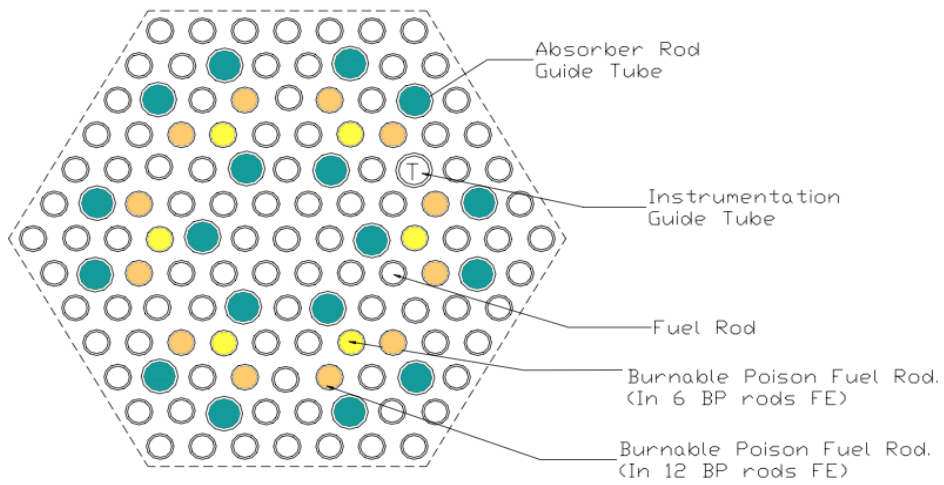 Absorber Rod
Guide Tube
T
Instrumentation
Guide Tube
Fuel Rod
Burnable Poison Fuel Rod.
(In 6 BP rods FE)
Burnable Poison Fuel Rod.
(In 12 BP rods FE)